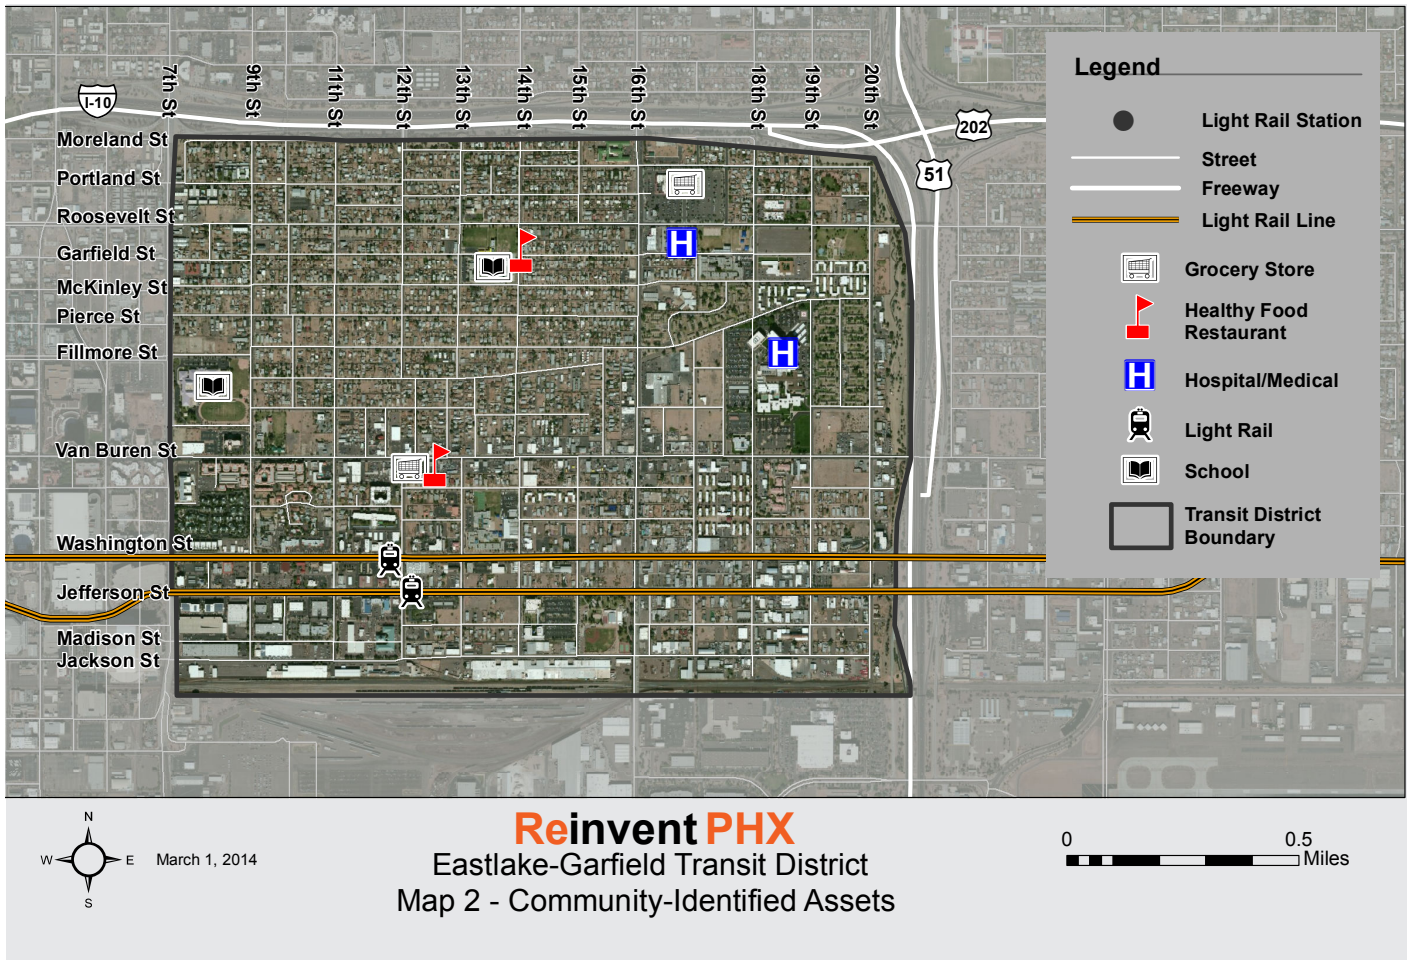 7th St
9th St
11th St
12th St
13th St
14th St
15th St
16th St
18th St
19th St
20th St
I-10
202
51
Moreland St
Portland St
Roosevelt St
Garfield St
McKinley St
Pierce St
Fillmore St
Van Buren St
Washington St
Jefferson St
Madison St
Jackson St
H
H
Legend
Light Rail Station
Street
Freeway
Light Rail Line
Grocery Store
Healthy Food
Restaurant
H
Hospital/Medical
Light Rail
School
Transit District
Boundary
N
W
E
S
March 1, 2014
Reinvent PHX
Eastlake-Garfield Transit District
Map 2 - Community-Identified Assets
0
0.5
Miles